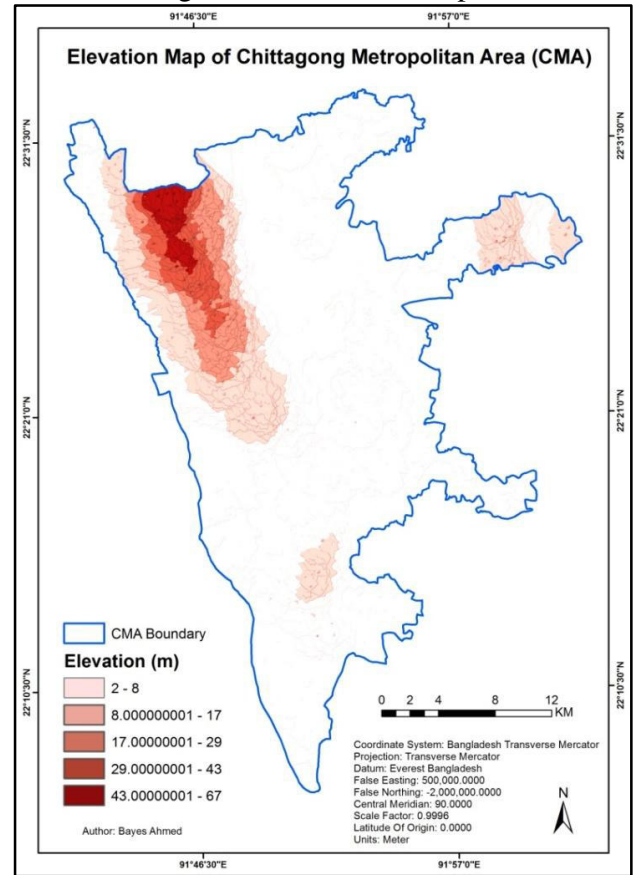 91°46'30"E 91°57'0"E
Elevation Map of Chittagong Metropolitan Area (CMA)
22°31'30"N 22°31'30"N
22°21'0"N 22°21'0"N
22°10'30"N 22°10'30"N
CMA Boundary
Elevation (m)
2 - 8
8.000000001 - 17
17.00000001 - 29
29.00000001 - 43
43.00000001 - 67
Author: Bayes Ahmed
0 2 4 8 12
KM
Coordinate System: Bangladesh Transverse Mercator
Projection: Transverse Mercator
Datum: Everest Bangladesh
False Easting: 500,000.0000
False Northing: -2,000,000.0000
Central Meridian: 90.0000
Scale Factor: 0.9996
Latitude Of Origin: 0.0000
Units: Meter
N
91°46'30"E 91°57'0"E